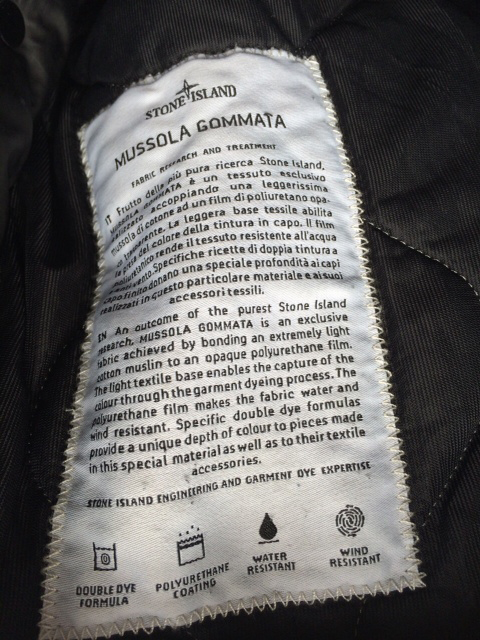 STONE ISLAND
MUSSOLA GOMMATA
FABRIC RESEARCH AND TREATMENT
IT Frutto della più pura ricerca Stone Island,
MUSSOLA GOMMATA è un tessuto esclusivo
realizzato accoppiando una leggerissima
mussola di cotone ad un film di poliuretano opa-
co. La leggera base tessile abilita
la presa del colore della tintura in capo. Il film
poliuretanico rende il tessuto resistente all'acqua
vento. Specifiche ricette di doppia tintura a
capo finito donano una speciale profondità ai capi
realizzati in questo particolare materiale e ai suoi
accessori tessili.
EN An outcome of the purest Stone Island
research, MUSSOLA GOMMATA is an exclusive
fabric achieved by bonding an extremely light
cotton muslin to an opaque polyurethane film.
The light textile base enables the capture of the
colour through the garment dyeing process. The
polyurethane film makes the fabric water and
wind resistant. Specific double dye formulas
provide a unique depth of colour to pieces made
in this special material as well as to their textile
accessories.
STONE ISLAND ENGINEERING AND GARMENT DYE EXPERTISE
DOUBLE DYE
FORMULA
POLYURETHANE
COATING
WATER
RESISTANT
WIND
RESISTANT